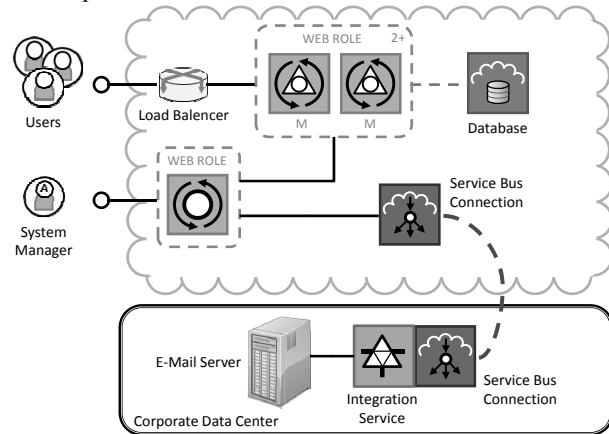 WEB ROLE 2+
M M
Users
Load Balencer
Database
WEB ROLE
A
System
Manager
Service Bus
Connection
E-Mail Server
Integration
Service
Service Bus
Connection
Corporate Data Center